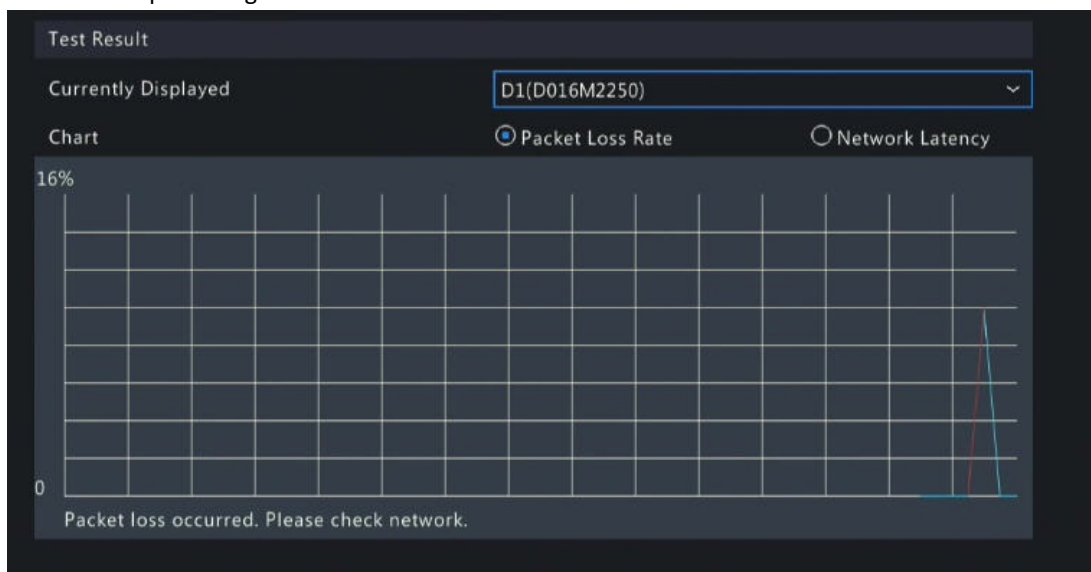 Test Result
Currently Displayed D1(D016M2250)
Chart Packet Loss Rate Network Latency
16%
0
Packet loss occurred. Please check network.